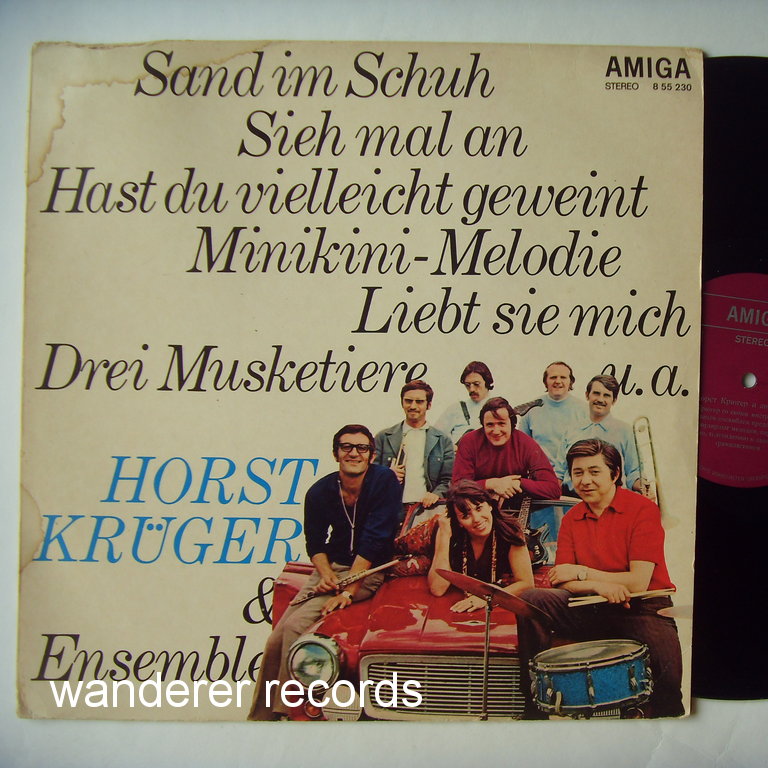 Sand im Schuh
AMIGA
STEREO 8 55 230
Sieh mal an
Hast du vielleicht geweint
Minikini-Melodie
Liebt sie mich
Drei Musketiere u.a.
HORST
KRÜGER
&
Ensemble
wanderer records
AMIG
STEREO